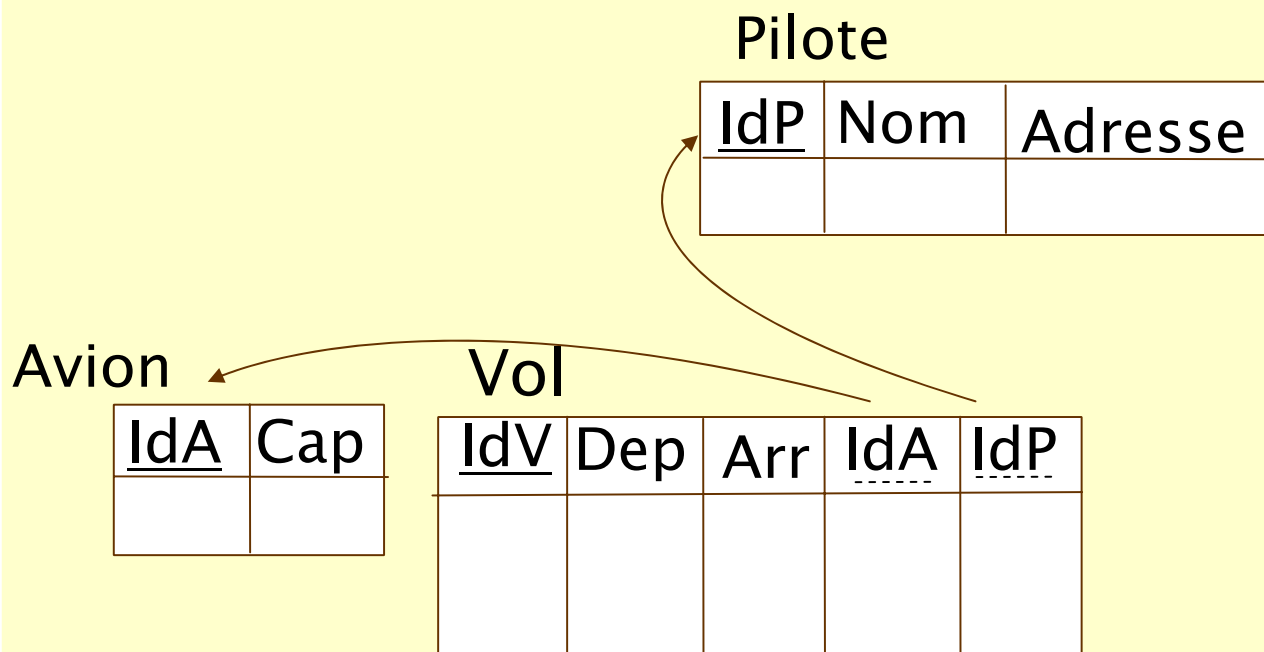 Pilote
IdP Nom Adresse
Avion
IdA Cap
Vol
IdV Dep Arr IdA IdP